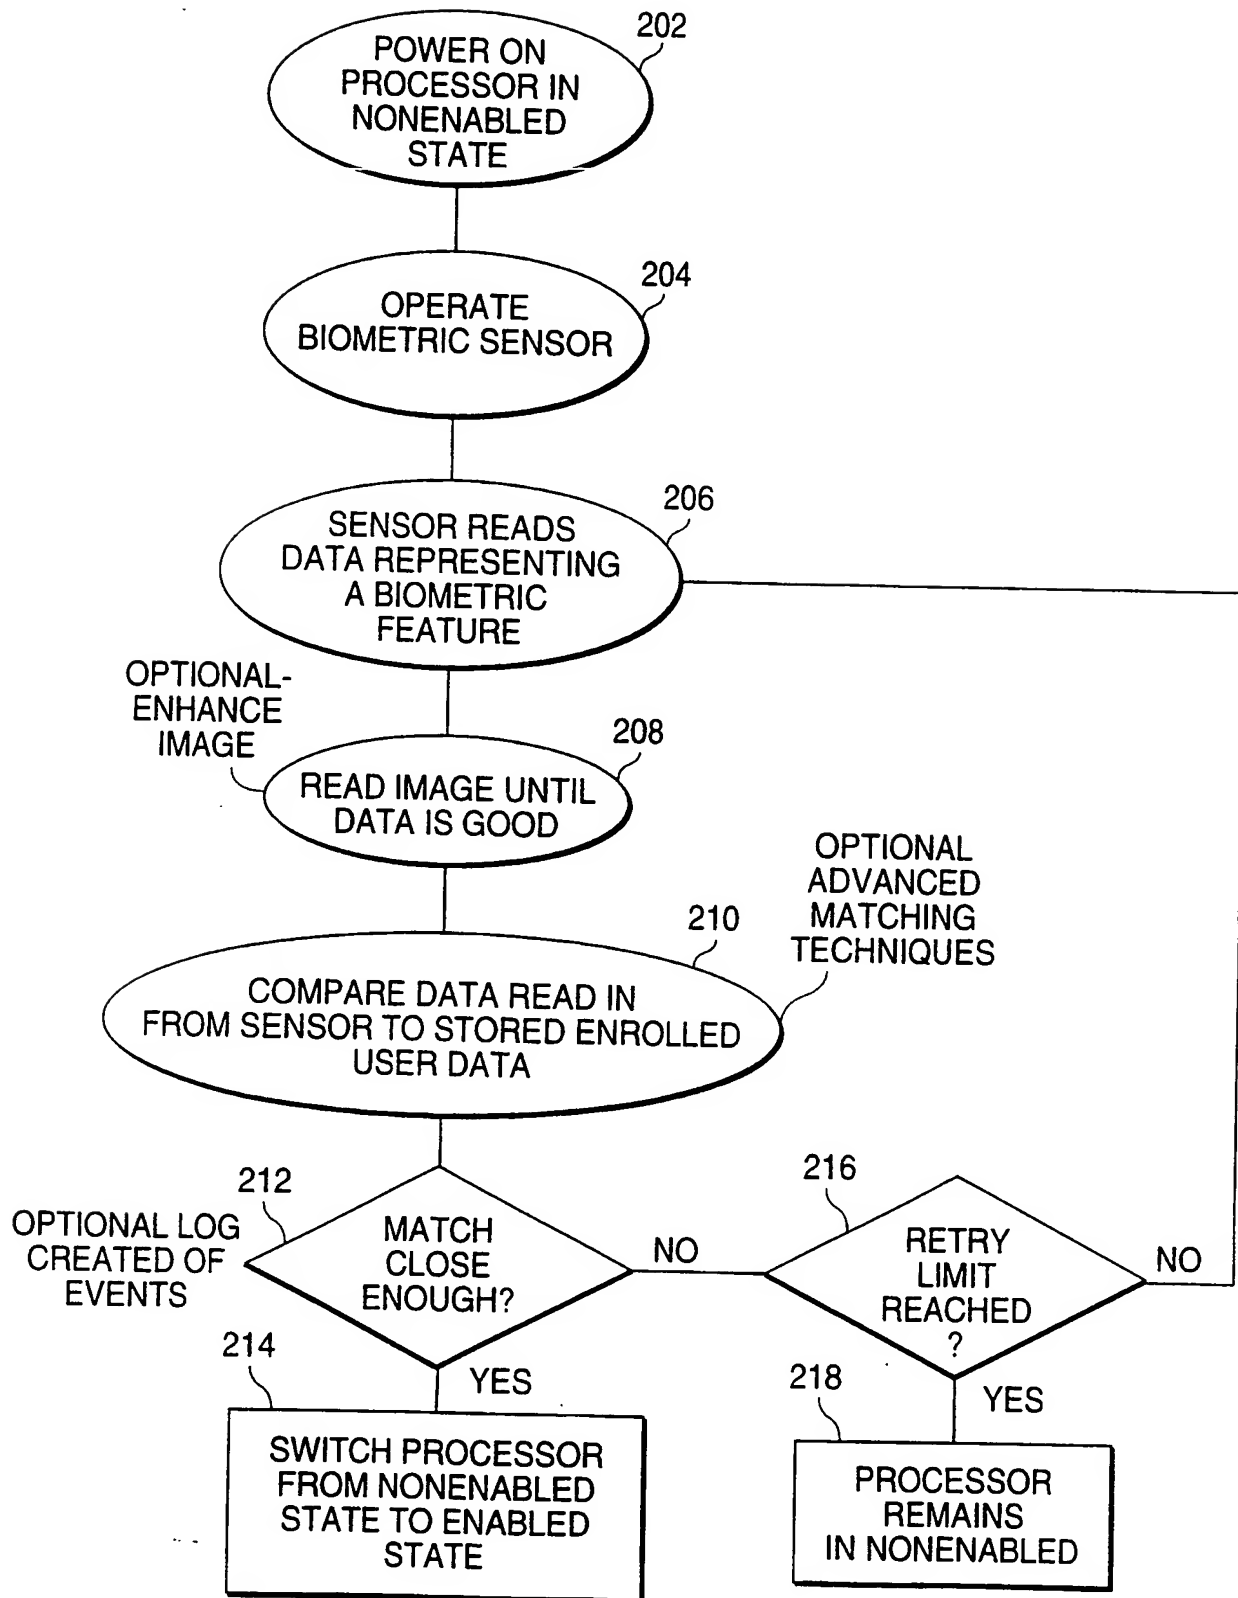 202
POWER ON
PROCESSOR IN
NONENABLED
STATE
204
OPERATE
BIOMETRIC SENSOR
206
SENSOR READS
DATA REPRESENTING
A BIOMETRIC
FEATURE
OPTIONAL-
ENHANCE
IMAGE
208
READ IMAGE UNTIL
DATA IS GOOD
OPTIONAL
ADVANCED
MATCHING
TECHNIQUES
210
COMPARE DATA READ IN
FROM SENSOR TO STORED ENROLLED
USER DATA
212
OPTIONAL LOG
CREATED OF
EVENTS
MATCH
CLOSE
ENOUGH?
NO
216
RETRY
LIMIT
REACHED
?
NO
214
YES
SWITCH PROCESSOR
FROM NONENABLED
STATE TO ENABLED
STATE
218
YES
PROCESSOR
REMAINS
IN NONENABLED